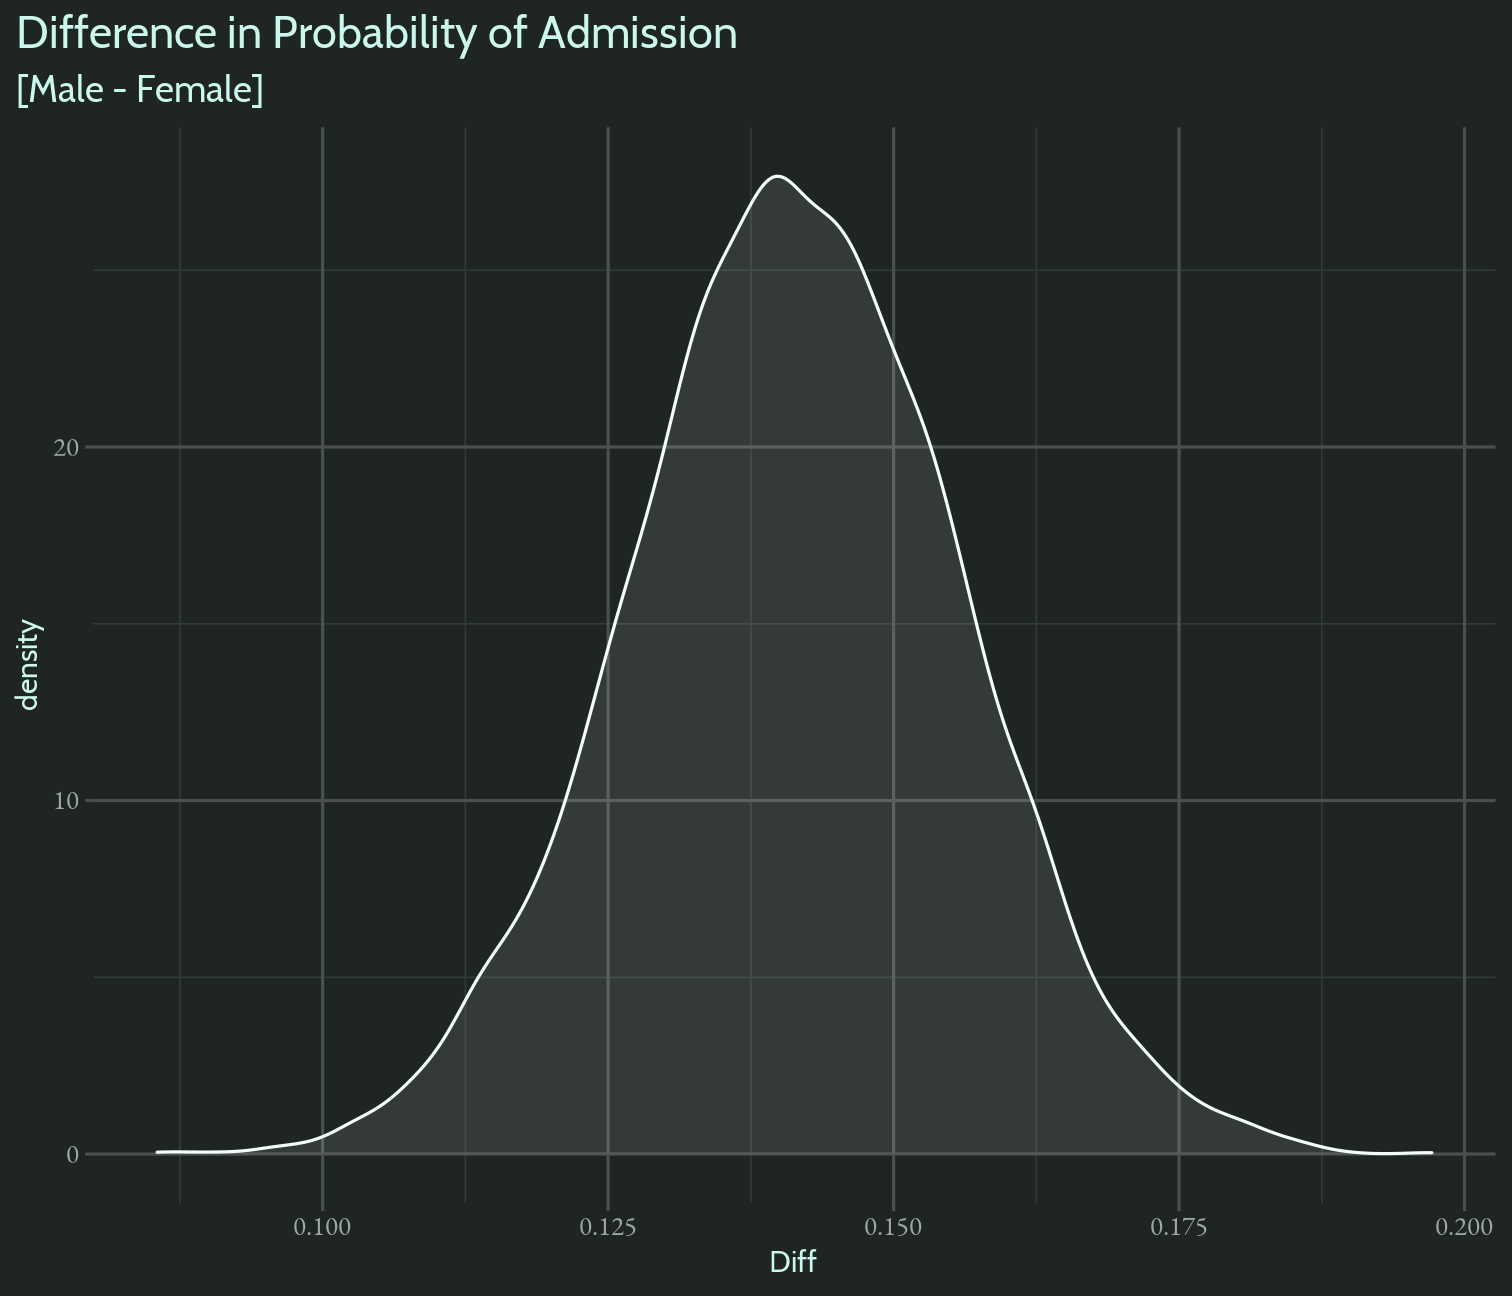 Difference in Probability of Admission
[Male - Female]
density
20
10
0
0.100
0.125
0.150
0.175
0.200
Diff